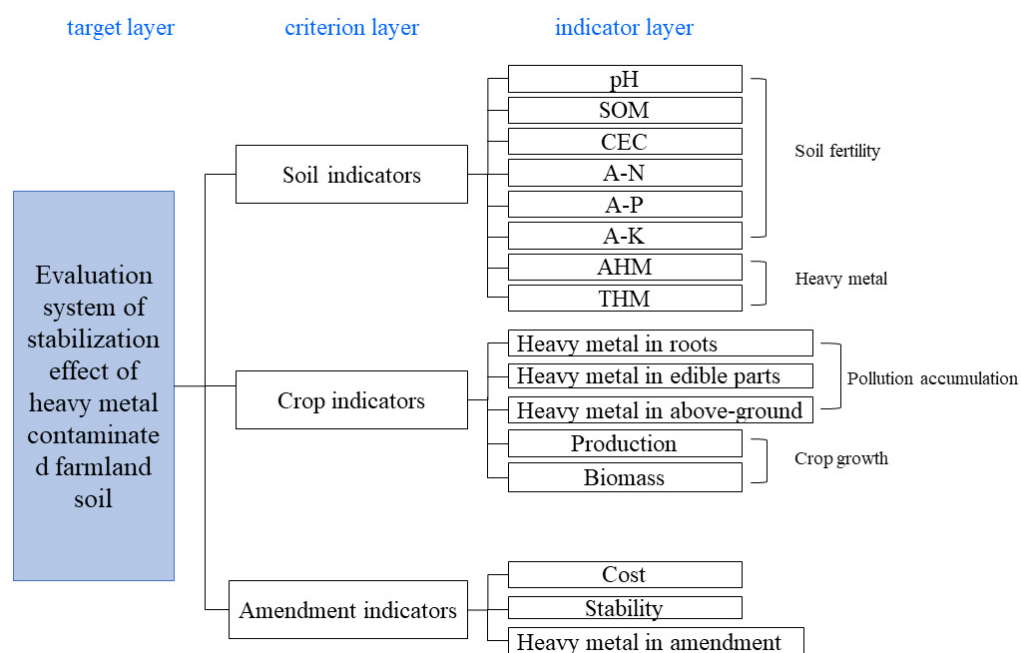 target layer
criterion layer
indicator layer
Evaluation
system of
stabilization
effect of
heavy metal
contaminate
d farmland
soil
Soil indicators
pH
SOM
CEC
A-N
A-P
A-K
AHM
THM
Soil fertility
Heavy metal
Crop indicators
Heavy metal in roots
Heavy metal in edible parts
Heavy metal in above-ground
Production
Biomass
Pollution accumulation
Crop growth
Amendment indicators
Cost
Stability
Heavy metal in amendment